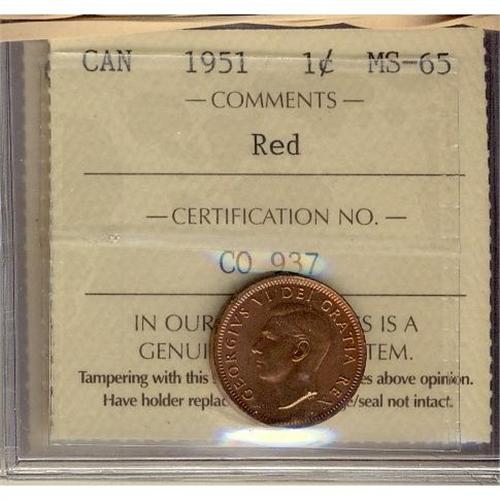 CAN 1951 1¢ MS-65
— COMMENTS —
Red
— CERTIFICATION NO. —
CO 937
IN OUR S IS A
GENUI TEM.
Tampering with this es above opinion.
Have holder replac e/seal not intact.
GEORGIVS VI DEI GRATIA REX